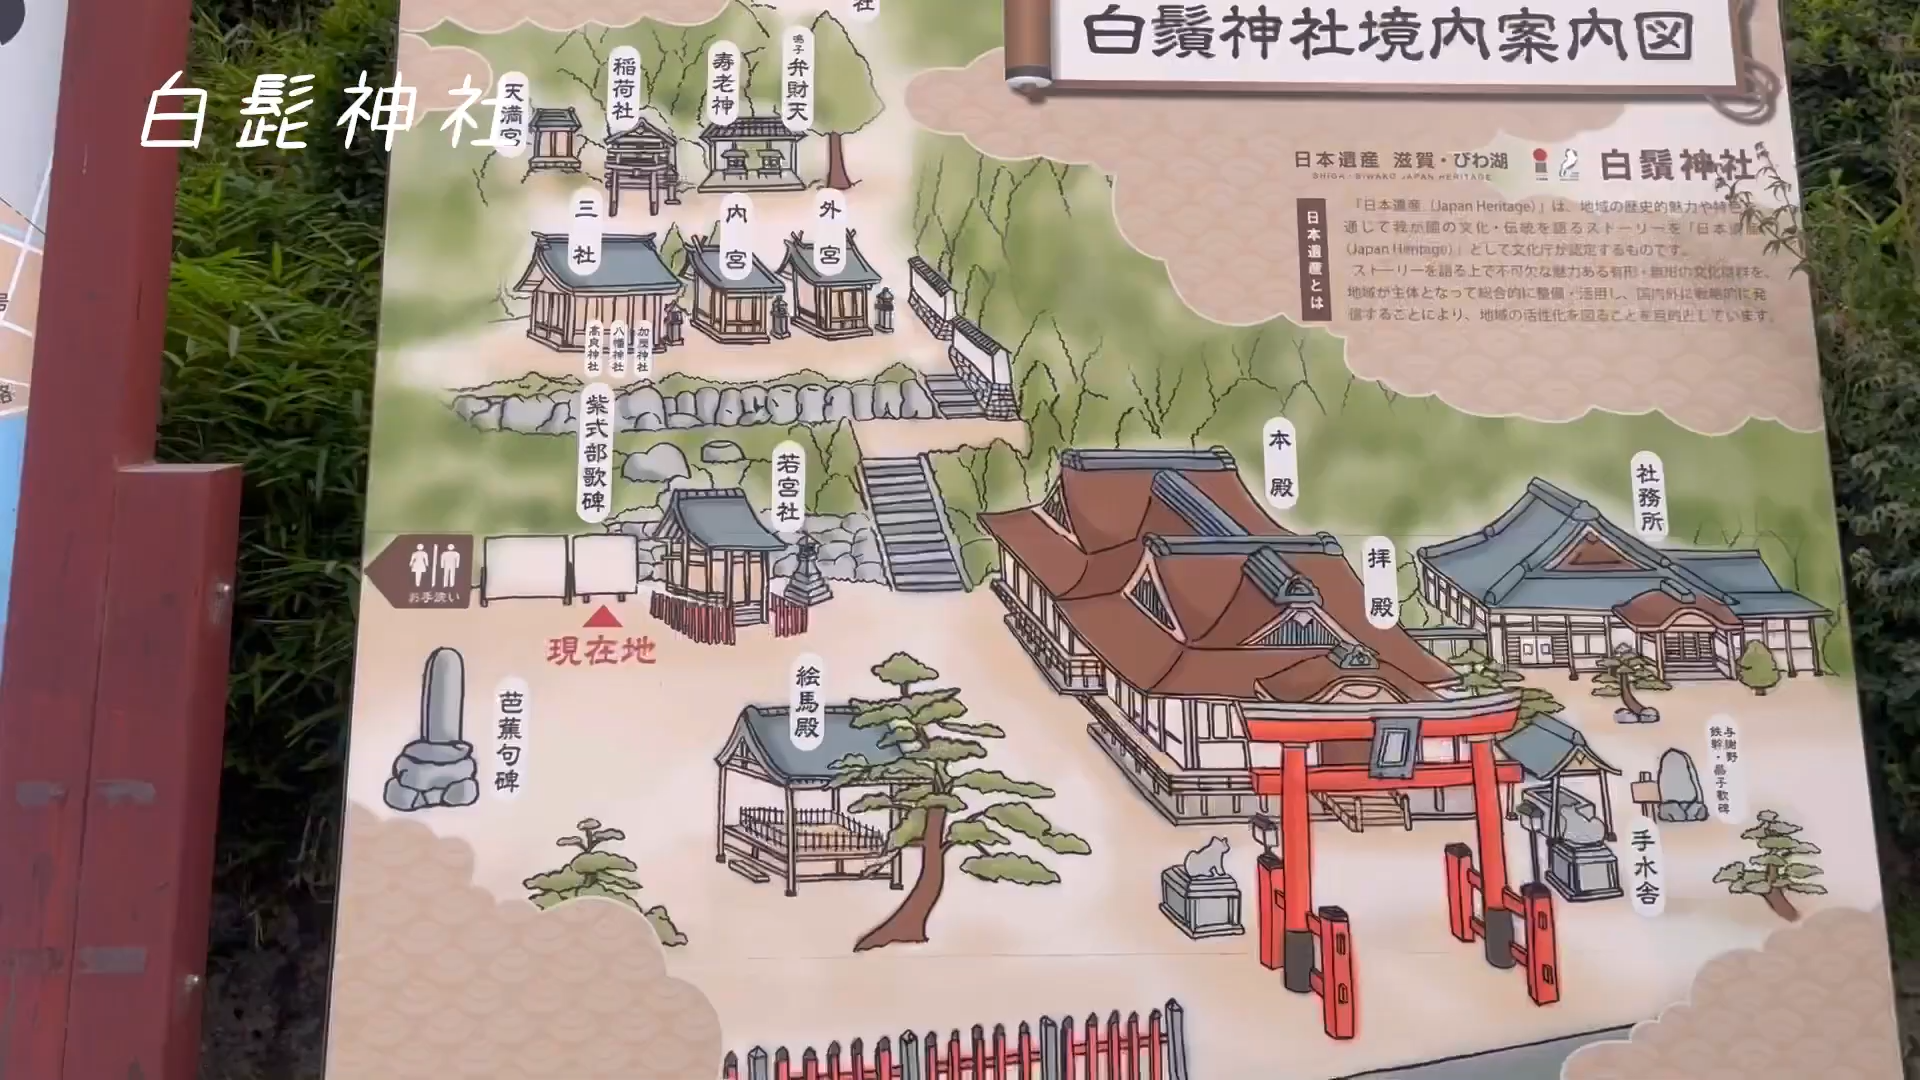 白髭神社
白鬚神社境内案内図
社
天満宮
稲荷社
寿老神
鳴子弁財天
日本遺産 滋賀・びわ湖
SHIGA・BIWAKO JAPAN HERITAGE
白鬚神社
日本遺産とは
「日本遺産（Japan Heritage）」は、地域の歴史的魅力や特色
通じて我が国の文化・伝統を語るストーリーを「日本遺産
（Japan Heritage）」として文化庁が認定するものです。
ストーリーを語る上で不可欠な魅力ある有形・無形の文化財群を、
地域が主体となって総合的に整備・活用し、国内外に戦略的に発
信することにより、地域の活性化を図ることを目的としています。
三社
内宮
外宮
高良神社
八幡神社
加茂神社
紫式部歌碑
若宮社
本殿
社務所
拝殿
お手洗い
現在地
芭蕉句碑
絵馬殿
与謝野
鉄幹・晶子歌碑
手水舎